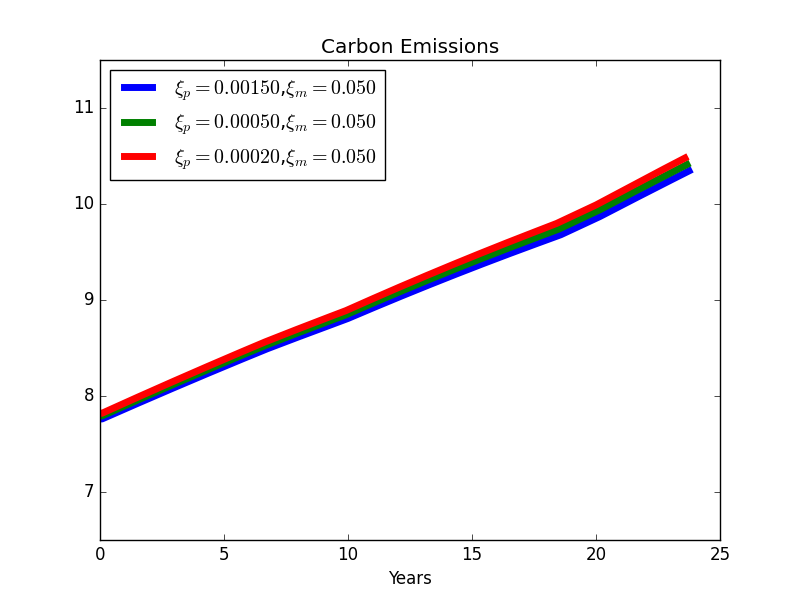 Carbon Emissions
ξₚ = 0.00150,ξₘ = 0.050
ξₚ = 0.00050,ξₘ = 0.050
ξₚ = 0.00020,ξₘ = 0.050
11
10
9
8
7
0 5 10 15 20 25
Years